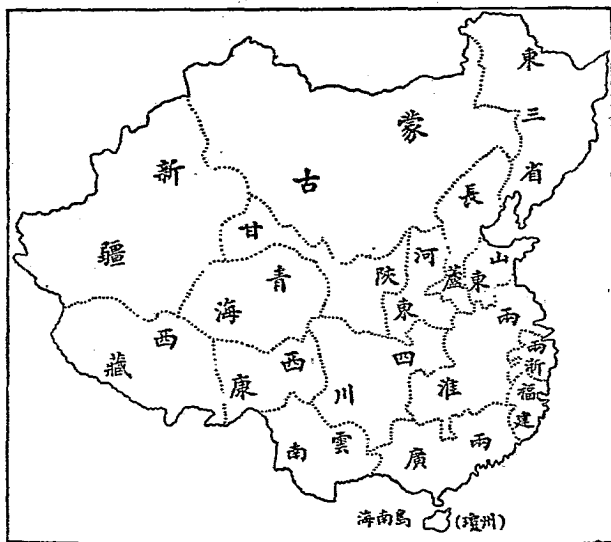 東三省
蒙古
新疆
長蘆
陝甘
青海
河東
山東
西藏
西康
四川
兩淮
兩浙
福建
雲南
兩廣
海南島 (瓊州)